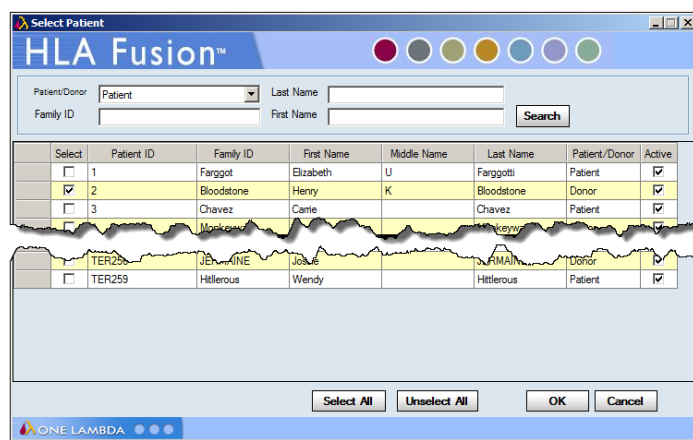 Select Patient
HLA Fusion™
Patient/Donor Patient Last Name
Family ID First Name Search
Select Patient ID Family ID First Name Middle Name Last Name Patient/Donor Active
1 Farggot Elizabeth U Farggotti Patient
2 Bloodstone Henry K Bloodstone Donor
3 Chavez Carrie Chavez Patient
TER259 Hitllerous Wendy Hittlerous Patient
Select All Unselect All OK Cancel
ONE LAMBDA